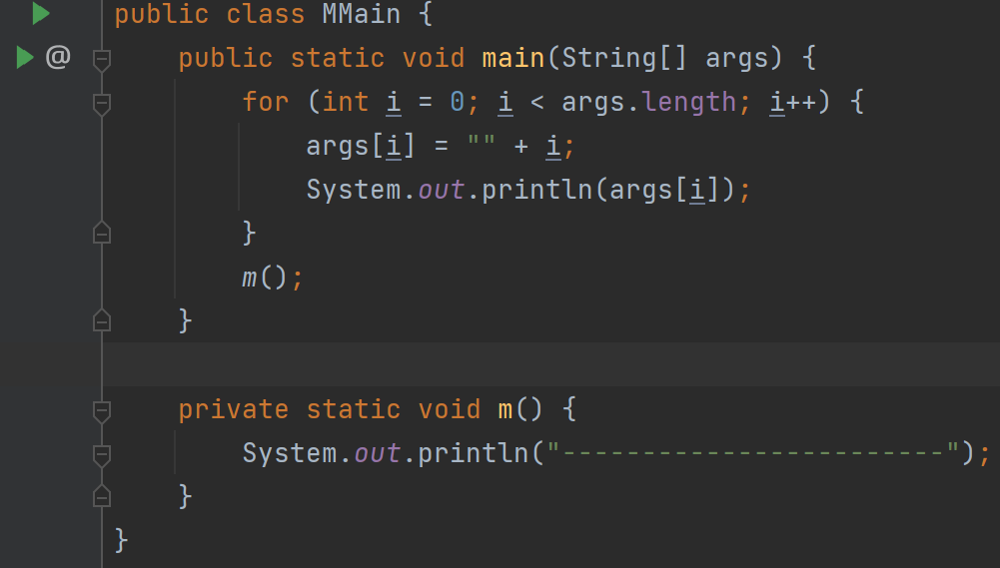 public class MMain {
@ public static void main(String[] args) {
for (int i = 0; i < args.length; i++) {
args[i] = "" + i;
System.out.println(args[i]);
}
m();
}
private static void m() {
System.out.println("------------------------");
}
}